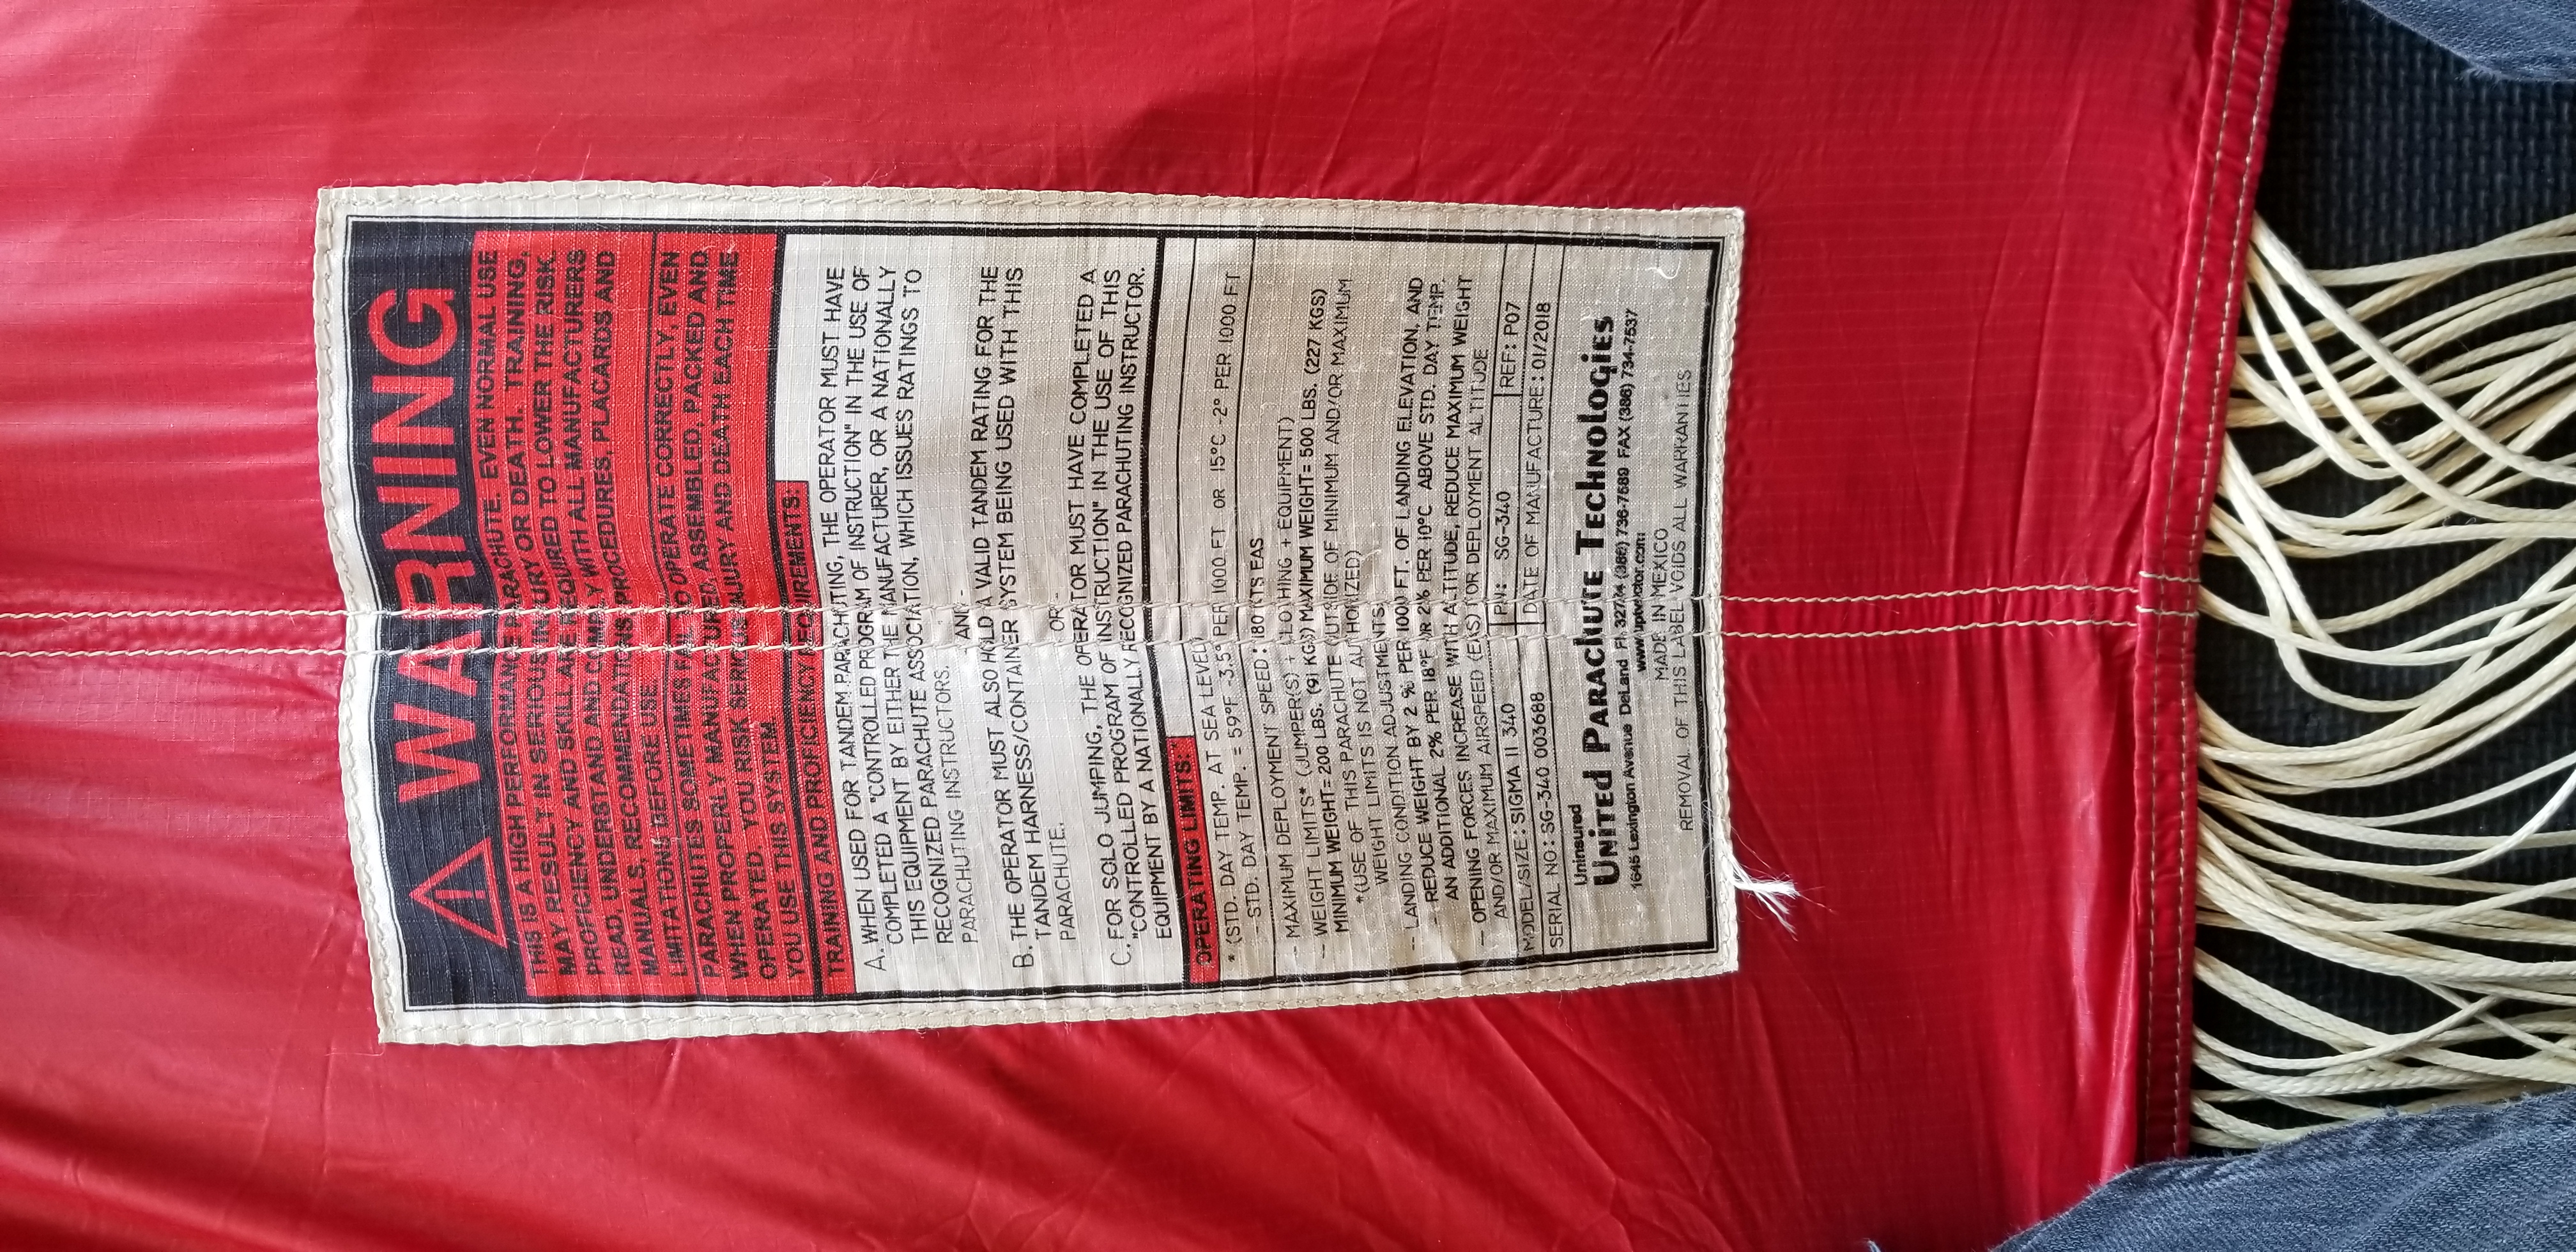 WARNING
THIS IS A HIGH PERFORMANCE PARACHUTE. EVEN NORMAL USE
MAY RESULT IN SERIOUS INJURY OR DEATH. TRAINING,
PROFICIENCY AND SKILL ARE REQUIRED TO LOWER THE RISK.
READ, UNDERSTAND AND COMPLY WITH ALL MANUFACTURERS
MANUALS, RECOMMENDATIONS, PROCEDURES, PLACARDS AND
LIMITATIONS BEFORE USE.
PARACHUTES SOMETIMES FAIL TO OPERATE CORRECTLY, EVEN
WHEN PROPERLY MANUFACTURED, ASSEMBLED, PACKED AND
OPERATED. YOU RISK SERIOUS INJURY AND DEATH EACH TIME
YOU USE THIS SYSTEM.
TRAINING AND PROFICIENCY REQUIREMENTS:
A. WHEN USED FOR TANDEM PARACHUTING, THE OPERATOR MUST HAVE
COMPLETED A "CONTROLLED PROGRAM OF INSTRUCTION" IN THE USE OF
THIS EQUIPMENT BY EITHER THE MANUFACTURER, OR A NATIONALLY
RECOGNIZED PARACHUTE ASSOCIATION, WHICH ISSUES RATINGS TO
PARACHUTING INSTRUCTORS.
-AND-
B. THE OPERATOR MUST ALSO HOLD A VALID TANDEM RATING FOR THE
TANDEM HARNESS/CONTAINER SYSTEM BEING USED WITH THIS
PARACHUTE.
-OR-
C. FOR SOLO JUMPING, THE OPERATOR MUST HAVE COMPLETED A
"CONTROLLED PROGRAM OF INSTRUCTION" IN THE USE OF THIS
EQUIPMENT BY A NATIONALLY RECOGNIZED PARACHUTING INSTRUCTOR.
OPERATING LIMITS:
* (STD. DAY TEMP. AT SEA LEVEL)
- STD. DAY TEMP. = 59°F -3.5° PER 1000 FT OR 15°C -2° PER 1000 FT
- MAXIMUM DEPLOYMENT SPEED: 180 KTS EAS
- WEIGHT LIMITS* (JUMPER(S) + CLOTHING + EQUIPMENT)
MINIMUM WEIGHT= 200 LBS. (91 KGS) MAXIMUM WEIGHT= 500 LBS. (227 KGS)
*(USE OF THIS PARACHUTE OUTSIDE OF MINIMUM AND/OR MAXIMUM
WEIGHT LIMITS IS NOT AUTHORIZED)
- LANDING CONDITION ADJUSTMENTS:
- REDUCE WEIGHT BY 2 % PER 1000 FT. OF LANDING ELEVATION, AND
AN ADDITIONAL 2% PER 18°F OR 2% PER 10°C ABOVE STD. DAY TEMP.
- OPENING FORCES INCREASE WITH ALTITUDE, REDUCE MAXIMUM WEIGHT
AND/OR MAXIMUM AIRSPEED (EAS) FOR DEPLOYMENT ALTITUDE
MODEL/SIZE: SIGMA II 340 PN: SG-340 REF: P07
SERIAL NO: SG-340 003688 DATE OF MANUFACTURE: 01/2018
Uninsured
United Parachute Technologies
1645 Lexington Avenue DeLand Fl. 32724 (386) 736-7589 FAX (386) 734-7537
www.uptvector.com
MADE IN MEXICO
REMOVAL OF THIS LABEL VOIDS ALL WARRANTIES